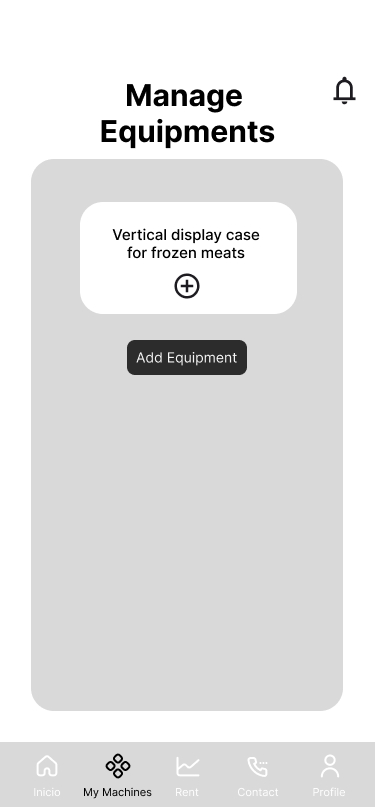 Manage
Equipments
Vertical display case
for frozen meats
Add Equipment
Inicio
My Machines
Rent
Contact
Profile